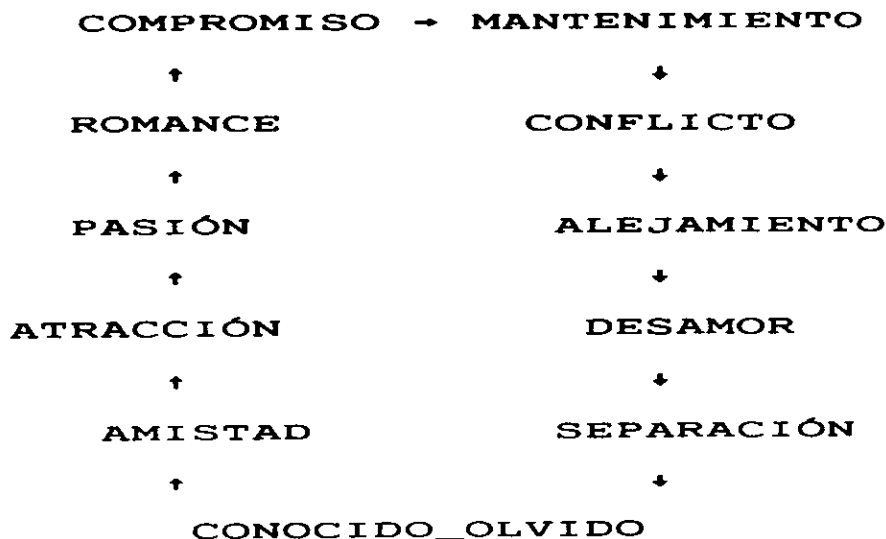 COMPROMISO → MANTENIMIENTO
↑ ↓
ROMANCE CONFLICTO
↑ ↓
PASIÓN ALEJAMIENTO
↑ ↓
ATRACCIÓN DESAMOR
↑ ↓
AMISTAD SEPARACIÓN
↑ ↓
CONOCIDO_OLVIDO